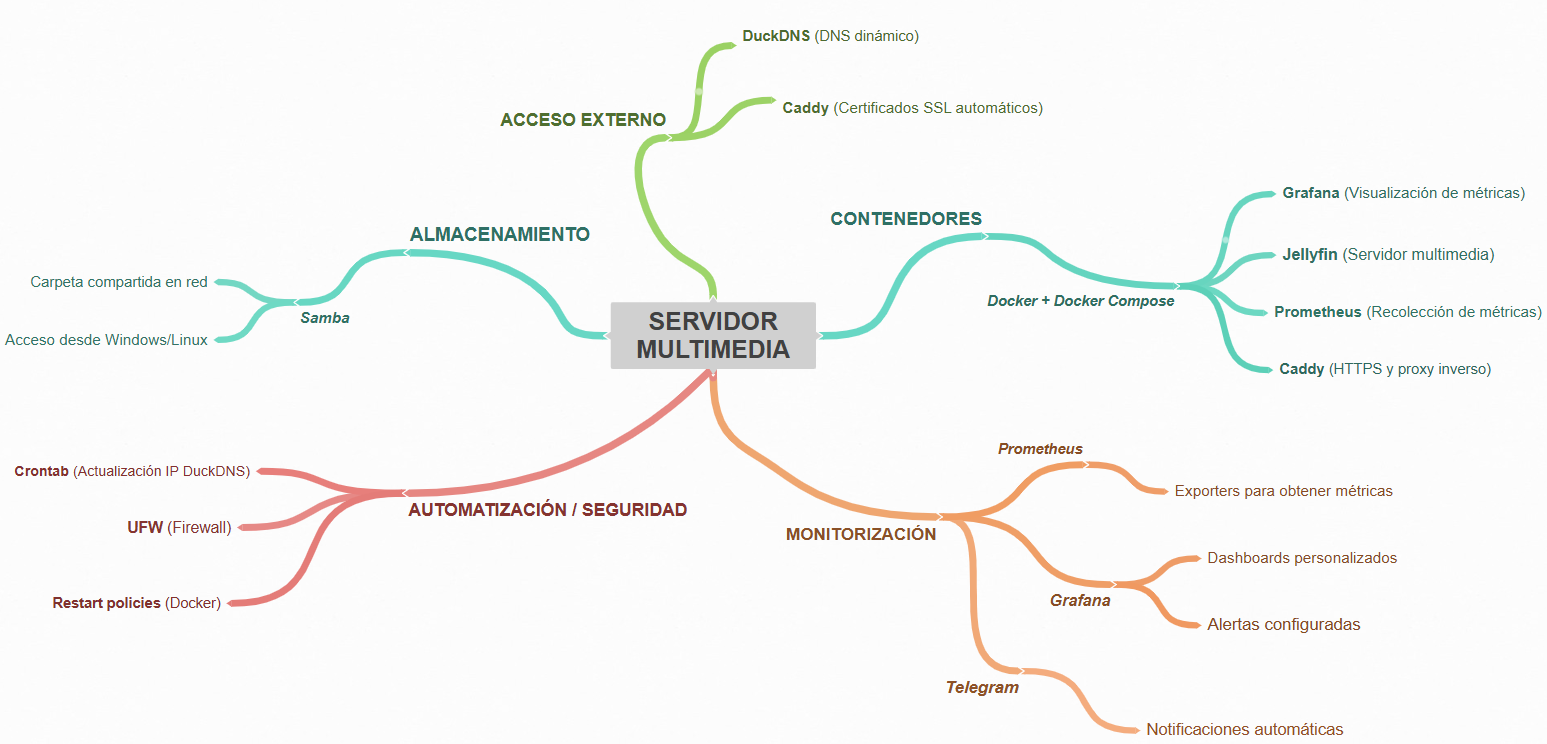 DuckDNS (DNS dinámico)
Caddy (Certificados SSL automáticos)
ACCESO EXTERNO
Grafana (Visualización de métricas)
CONTENEDORES
ALMACENAMIENTO
Jellyfin (Servidor multimedia)
Carpeta compartida en red
Docker + Docker Compose
Prometheus (Recolección de métricas)
Samba
SERVIDOR
MULTIMEDIA
Acceso desde Windows/Linux
Caddy (HTTPS y proxy inverso)
Prometheus
Crontab (Actualización IP DuckDNS)
Exporters para obtener métricas
AUTOMATIZACIÓN / SEGURIDAD
UFW (Firewall)
MONITORIZACIÓN
Dashboards personalizados
Restart policies (Docker)
Grafana
Alertas configuradas
Telegram
Notificaciones automáticas